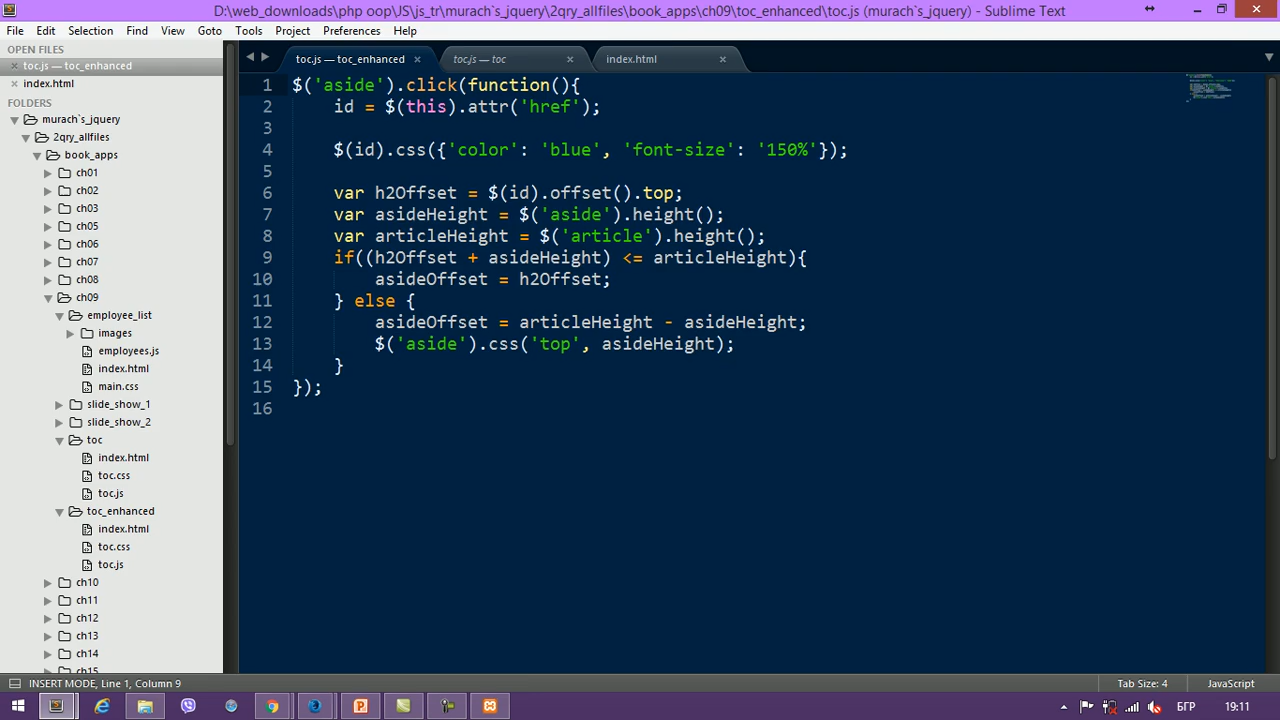 D:\web_downloads\php oop\JS\js_tr\murach`s_jquery\2qry_allfiles\book_apps\ch09\toc_enhanced\toc.js (murach`s_jquery) - Sublime Text
File Edit Selection Find View Goto Tools Project Preferences Help
OPEN FILES
toc.js — toc_enhanced
index.html
FOLDERS
murach`s_jquery
2qry_allfiles
book_apps
ch01
ch02
ch03
ch05
ch06
ch07
ch08
ch09
employee_list
images
employees.js
index.html
main.css
slide_show_1
slide_show_2
toc
index.html
toc.css
toc.js
toc_enhanced
index.html
toc.css
toc.js
ch10
ch11
ch12
ch13
ch14
ch15
toc.js — toc_enhanced toc.js — toc index.html
1 $('aside').click(function(){
2 id = $(this).attr('href');
3
4 $(id).css({'color': 'blue', 'font-size': '150%'});
5
6 var h2Offset = $(id).offset().top;
7 var asideHeight = $('aside').height();
8 var articleHeight = $('article').height();
9 if((h2Offset + asideHeight) <= articleHeight){
10 asideOffset = h2Offset;
11 } else {
12 asideOffset = articleHeight - asideHeight;
13 $('aside').css('top', asideHeight);
14 }
15 });
16
INSERT MODE, Line 1, Column 9 Tab Size: 4 JavaScript
БГР 19:11